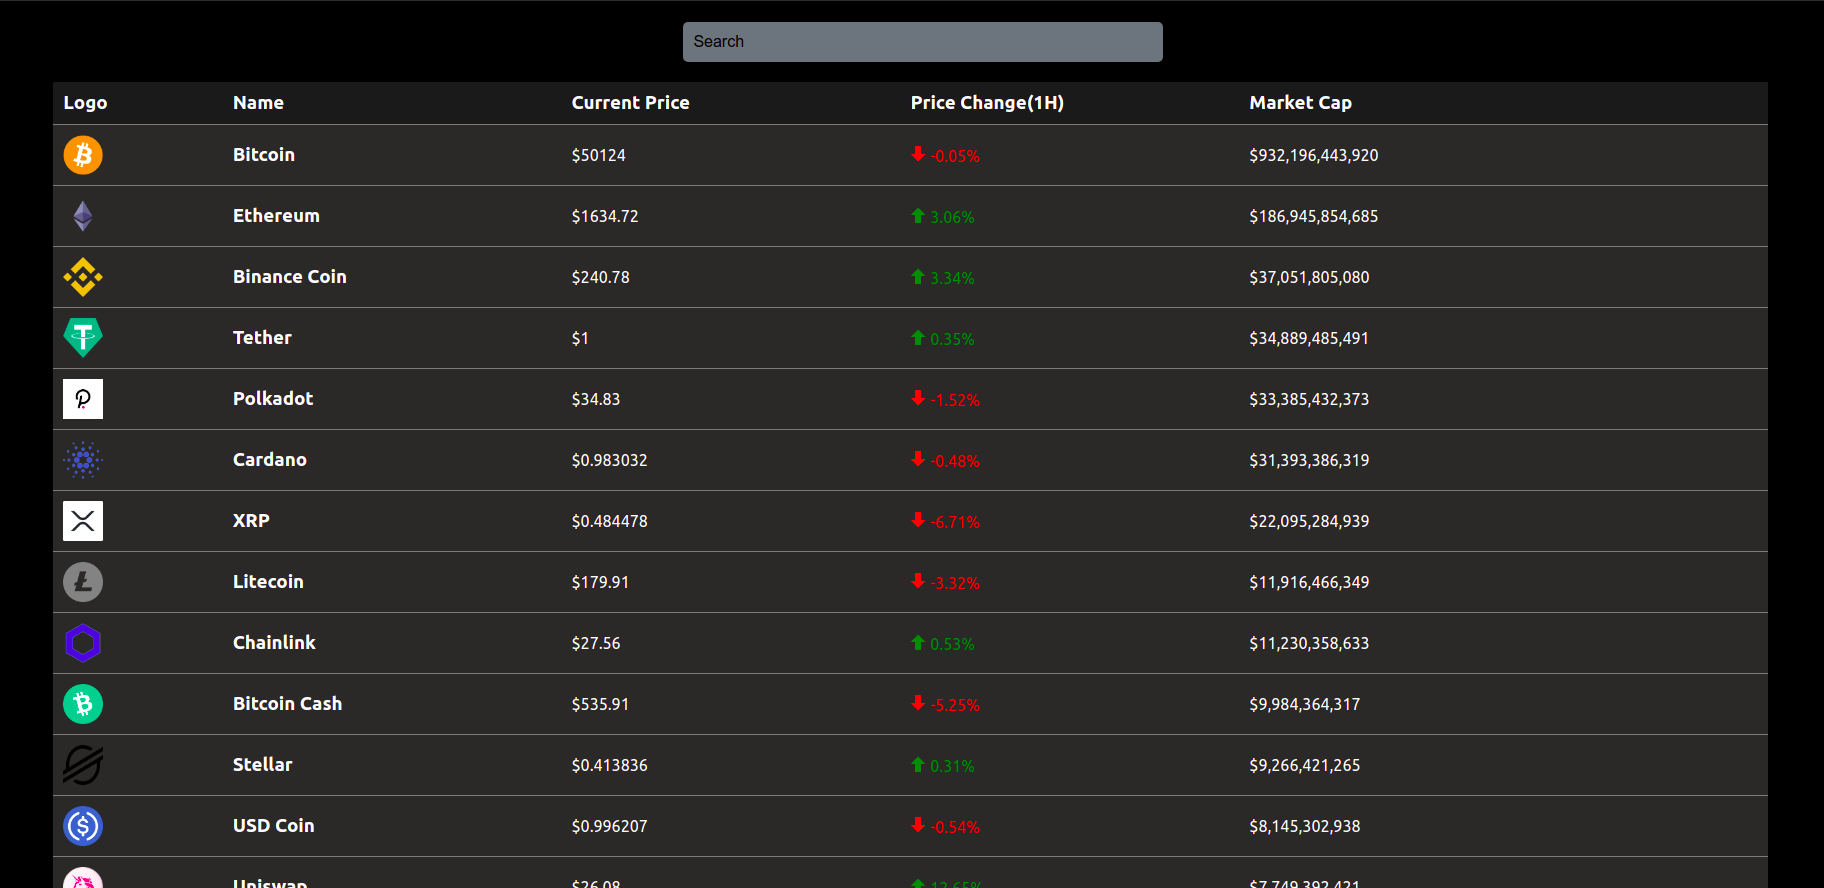 Search
Logo Name Current Price Price Change(1H) Market Cap
Bitcoin $50124 -0.05% $932,196,443,920
Ethereum $1634.72 3.06% $186,945,854,685
Binance Coin $240.78 3.34% $37,051,805,080
Tether $1 0.35% $34,889,485,491
Polkadot $34.83 -1.52% $33,385,432,373
Cardano $0.983032 -0.48% $31,393,386,319
XRP $0.484478 -6.71% $22,095,284,939
Litecoin $179.91 -3.32% $11,916,466,349
Chainlink $27.56 0.53% $11,230,358,633
Bitcoin Cash $535.91 -5.25% $9,984,364,317
Stellar $0.413836 0.31% $9,266,421,265
USD Coin $0.996207 -0.54% $8,145,302,938
Uniswap $26.08 12.65% $7,749,392,421